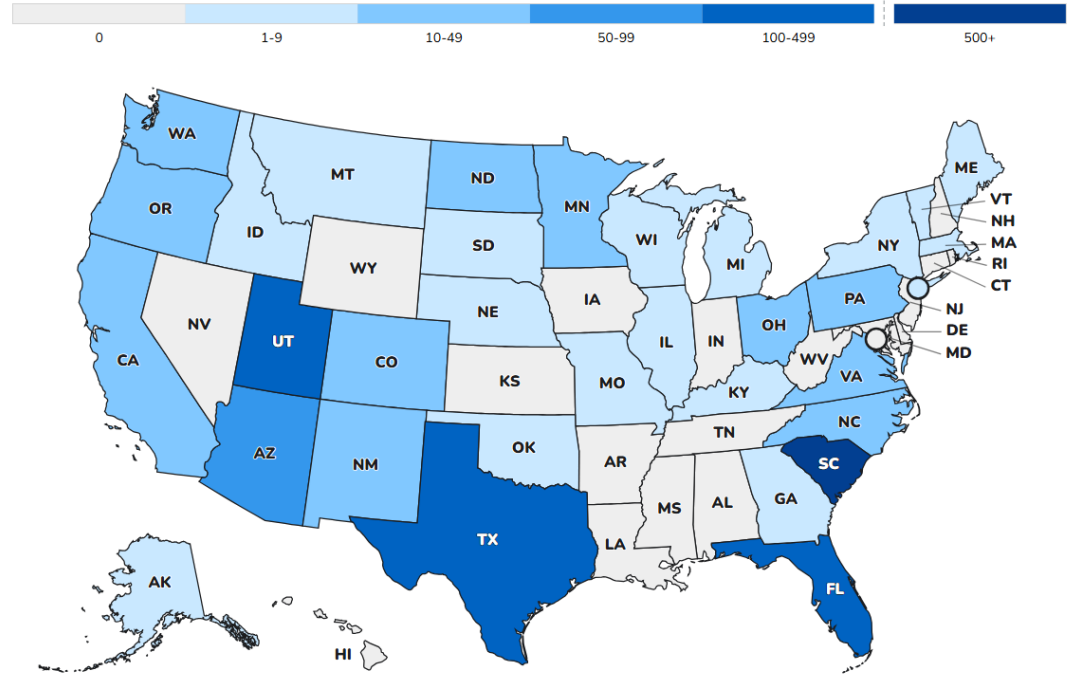 0 1-9 10-49 50-99 100-499 500+
WA
MT
ND
MN
ME
VT
OR
NH
ID
SD
WI
MI
NY
MA
RI
WY
CT
NV
NE
IA
PA
NJ
UT
IL
IN
OH
DE
CO
MD
CA
KS
MO
WV
VA
KY
AZ
NM
OK
TN
NC
AR
SC
MS
AL
GA
TX
LA
AK
FL
HI